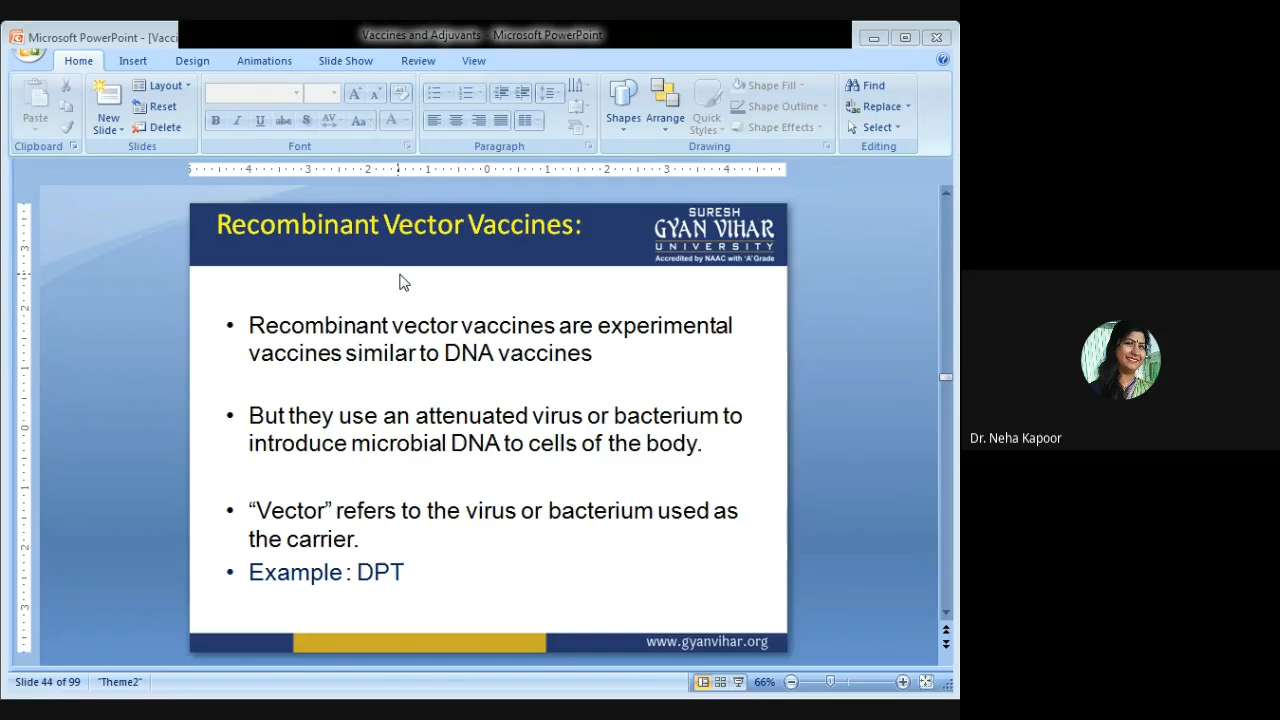 Microsoft PowerPoint - [Vacci
Vaccines and Adjuvants - Microsoft PowerPoint
Home Insert Design Animations Slide Show Review View
Paste
Clipboard
New
Slide
Layout
Reset
Delete
Slides
Font
Paragraph
Shapes
Arrange
Quick
Styles
Shape Fill
Shape Outline
Shape Effects
Drawing
Find
Replace
Select
Editing
Recombinant Vector Vaccines:
SURESH
GYAN VIHAR
UNIVERSITY
Accredited by NAAC with 'A' Grade
• Recombinant vector vaccines are experimental
vaccines similar to DNA vaccines
• But they use an attenuated virus or bacterium to
introduce microbial DNA to cells of the body.
• “Vector” refers to the virus or bacterium used as
the carrier.
• Example : DPT
www.gyanvihar.org
Slide 44 of 99 "Theme2" 66%
Dr. Neha Kapoor